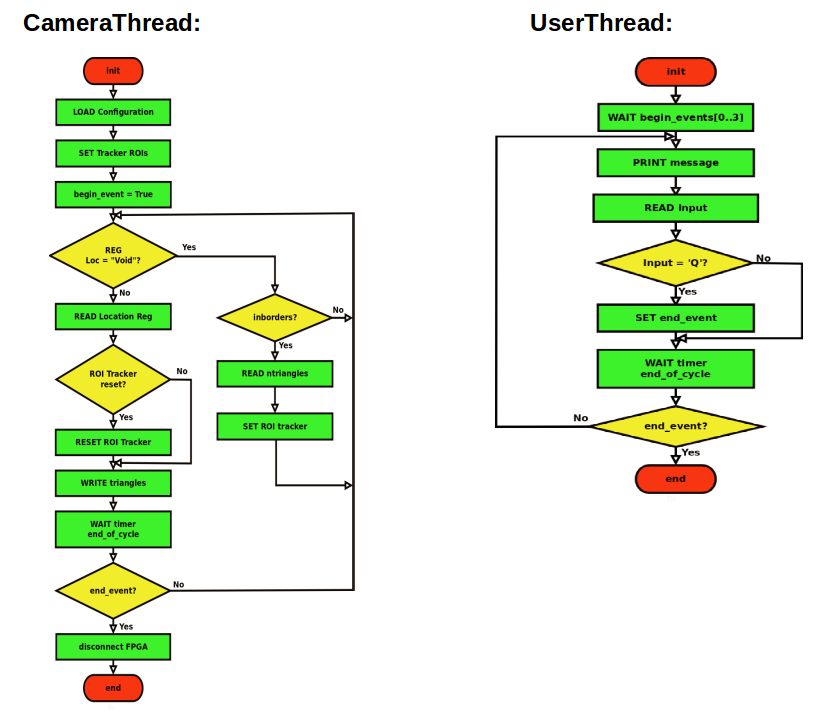 CameraThread:
init
LOAD Configuration
SET Tracker ROIs
begin_event = True
REG
Loc = "Void"?
Yes
No
READ Location Reg
ROI Tracker
reset?
No
Yes
RESET ROI Tracker
WRITE triangles
WAIT timer
end_of_cycle
end_event?
No
Yes
disconnect FPGA
end
inborders?
No
Yes
READ ntriangles
SET ROI tracker
UserThread:
init
WAIT begin_events[0..3]
PRINT message
READ Input
Input = 'Q'?
No
Yes
SET end_event
WAIT timer
end_of_cycle
end_event?
No
Yes
end